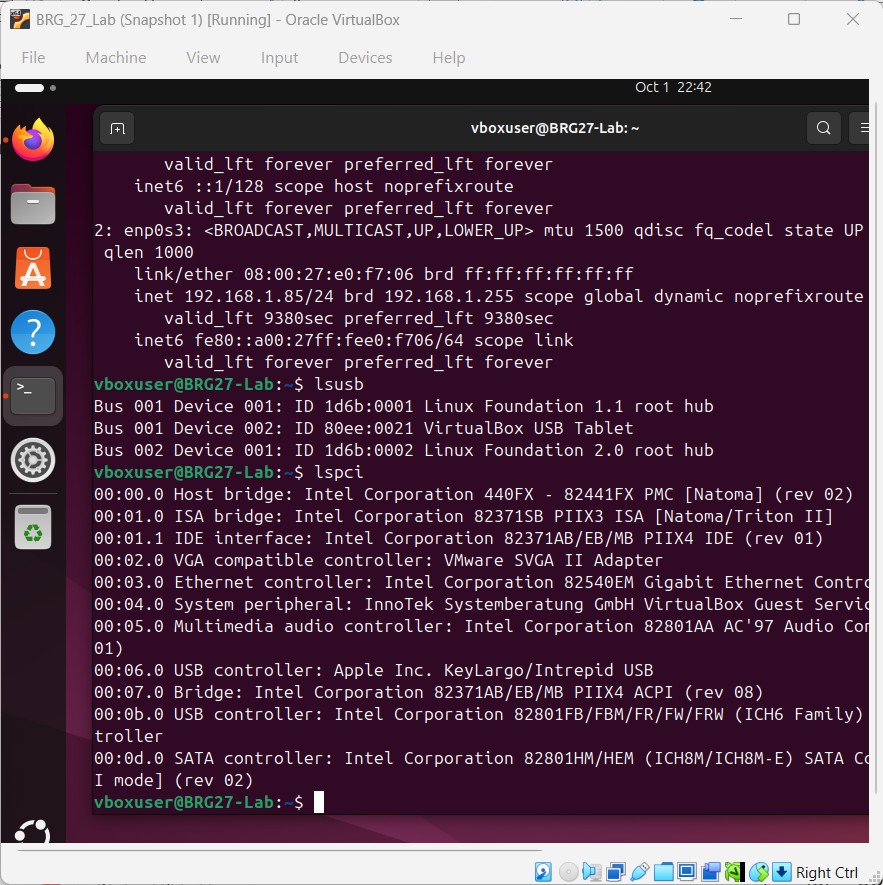 BRG_27_Lab (Snapshot 1) [Running] - Oracle VirtualBox
File Machine View Input Devices Help
Oct 1 22:42
vboxuser@BRG27-Lab: ~
valid_lft forever preferred_lft forever
inet6 ::1/128 scope host noprefixroute
valid_lft forever preferred_lft forever
2: enp0s3: <BROADCAST,MULTICAST,UP,LOWER_UP> mtu 1500 qdisc fq_codel state UP
qlen 1000
link/ether 08:00:27:e0:f7:06 brd ff:ff:ff:ff:ff:ff
inet 192.168.1.85/24 brd 192.168.1.255 scope global dynamic noprefixroute
valid_lft 9380sec preferred_lft 9380sec
inet6 fe80::a00:27ff:fee0:f706/64 scope link
valid_lft forever preferred_lft forever
vboxuser@BRG27-Lab:~$ lsusb
Bus 001 Device 001: ID 1d6b:0001 Linux Foundation 1.1 root hub
Bus 001 Device 002: ID 80ee:0021 VirtualBox USB Tablet
Bus 002 Device 001: ID 1d6b:0002 Linux Foundation 2.0 root hub
vboxuser@BRG27-Lab:~$ lspci
00:00.0 Host bridge: Intel Corporation 440FX - 82441FX PMC [Natoma] (rev 02)
00:01.0 ISA bridge: Intel Corporation 82371SB PIIX3 ISA [Natoma/Triton II]
00:01.1 IDE interface: Intel Corporation 82371AB/EB/MB PIIX4 IDE (rev 01)
00:02.0 VGA compatible controller: VMware SVGA II Adapter
00:03.0 Ethernet controller: Intel Corporation 82540EM Gigabit Ethernet Contro
00:04.0 System peripheral: InnoTek Systemberatung GmbH VirtualBox Guest Servic
00:05.0 Multimedia audio controller: Intel Corporation 82801AA AC'97 Audio Con
01)
00:06.0 USB controller: Apple Inc. KeyLargo/Intrepid USB
00:07.0 Bridge: Intel Corporation 82371AB/EB/MB PIIX4 ACPI (rev 08)
00:0b.0 USB controller: Intel Corporation 82801FB/FBM/FR/FW/FRW (ICH6 Family)
troller
00:0d.0 SATA controller: Intel Corporation 82801HM/HEM (ICH8M/ICH8M-E) SATA Co
I mode] (rev 02)
vboxuser@BRG27-Lab:~$
Right Ctrl